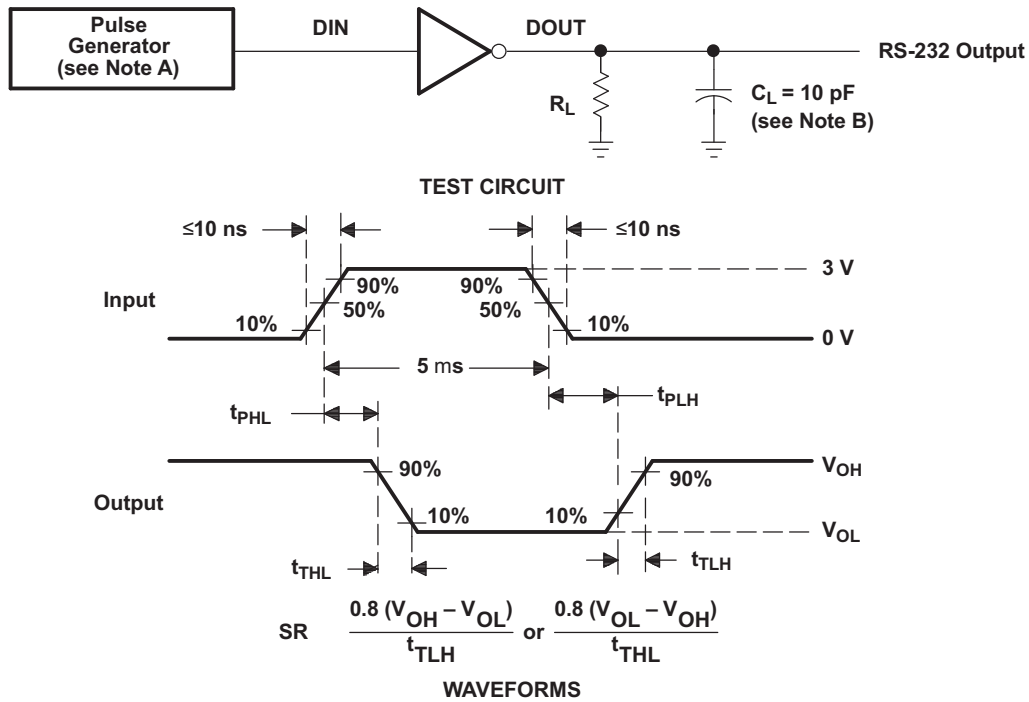 Pulse
Generator
(see Note A)
DIN
DOUT
RS-232 Output
RL
CL = 10 pF
(see Note B)
TEST CIRCUIT
≤10 ns
≤10 ns
Input
10%
90%
50%
90%
50%
10%
3 V
0 V
5 ms
tPHL
tPLH
Output
90%
10%
10%
90%
VOH
VOL
tTHL
tTLH
SR 0.8 (VOH – VOL) / tTLH or 0.8 (VOL – VOH) / tTHL
WAVEFORMS